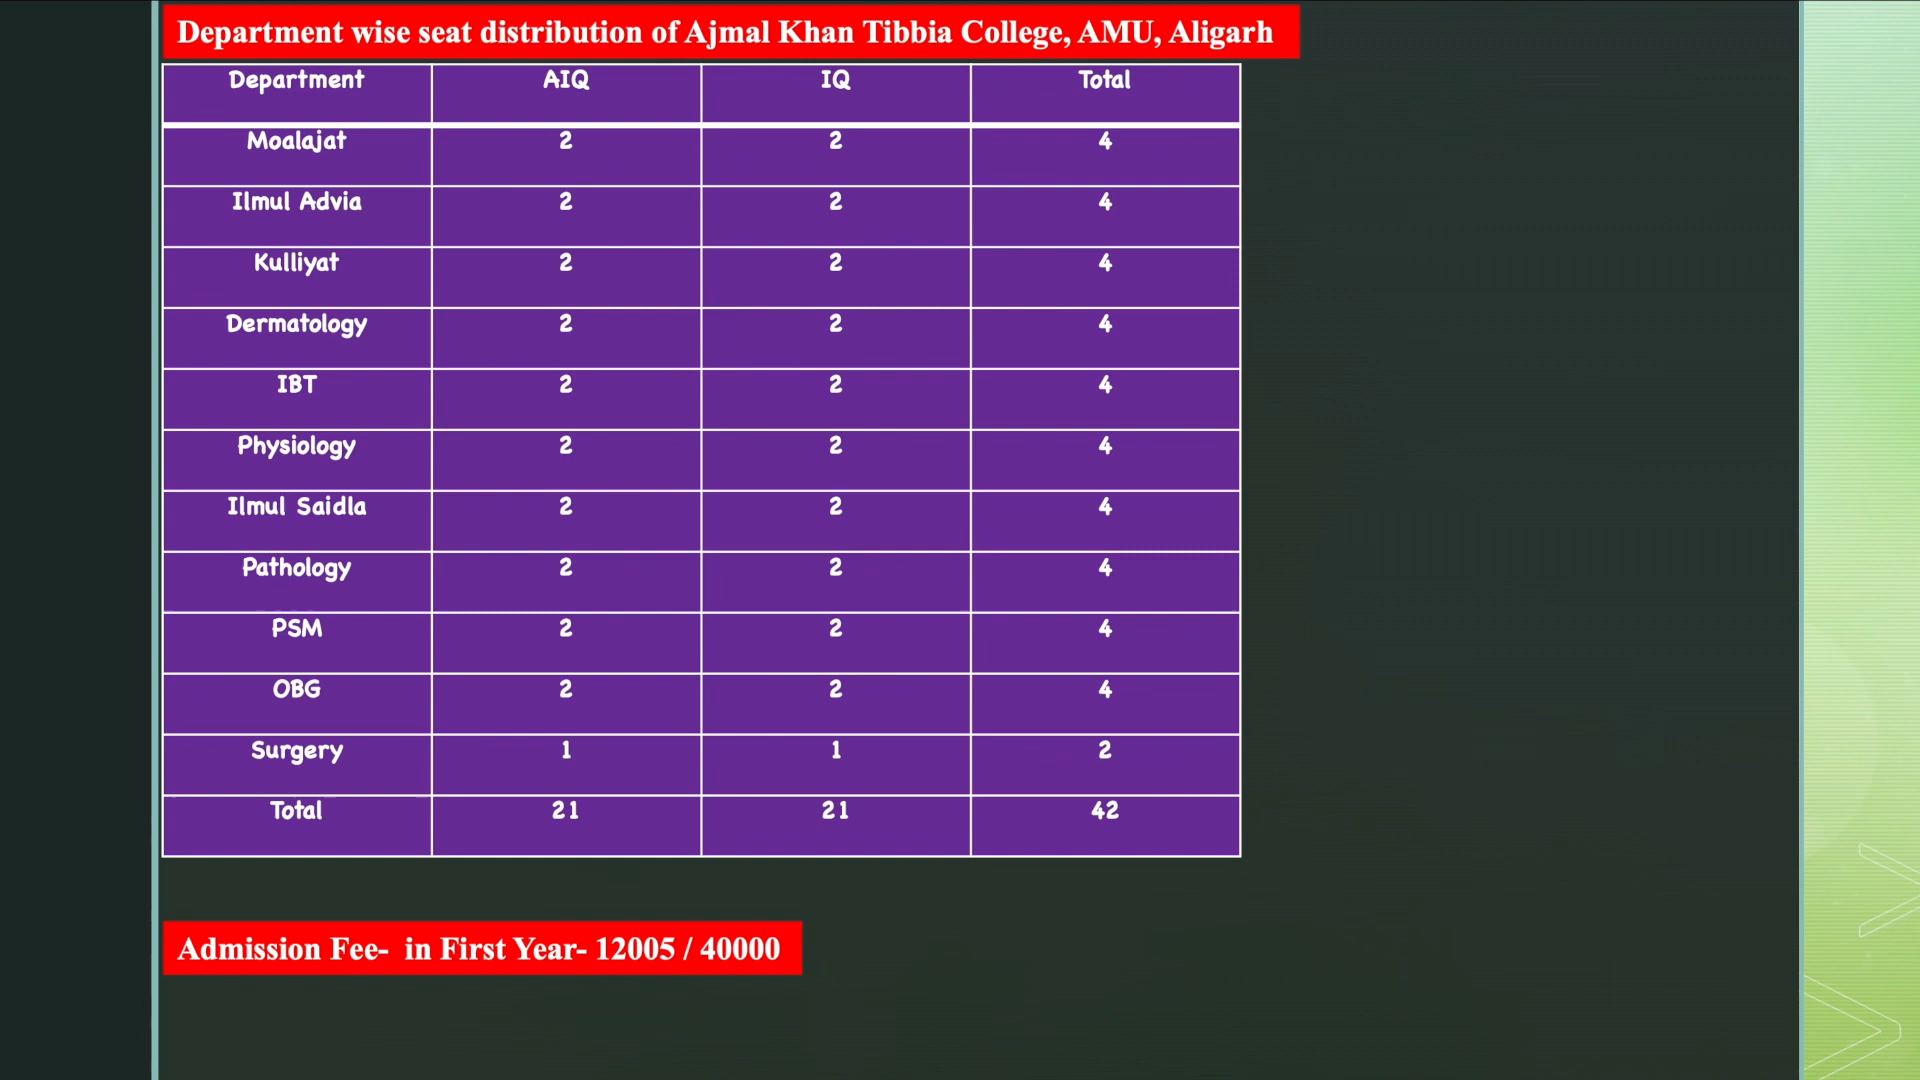 Department wise seat distribution of Ajmal Khan Tibbia College, AMU, Aligarh
Department AIQ IQ Total
Moalajat 2 2 4
Ilmul Advia 2 2 4
Kulliyat 2 2 4
Dermatology 2 2 4
IBT 2 2 4
Physiology 2 2 4
Ilmul Saidla 2 2 4
Pathology 2 2 4
PSM 2 2 4
OBG 2 2 4
Surgery 1 1 2
Total 21 21 42
Admission Fee- in First Year- 12005 / 40000